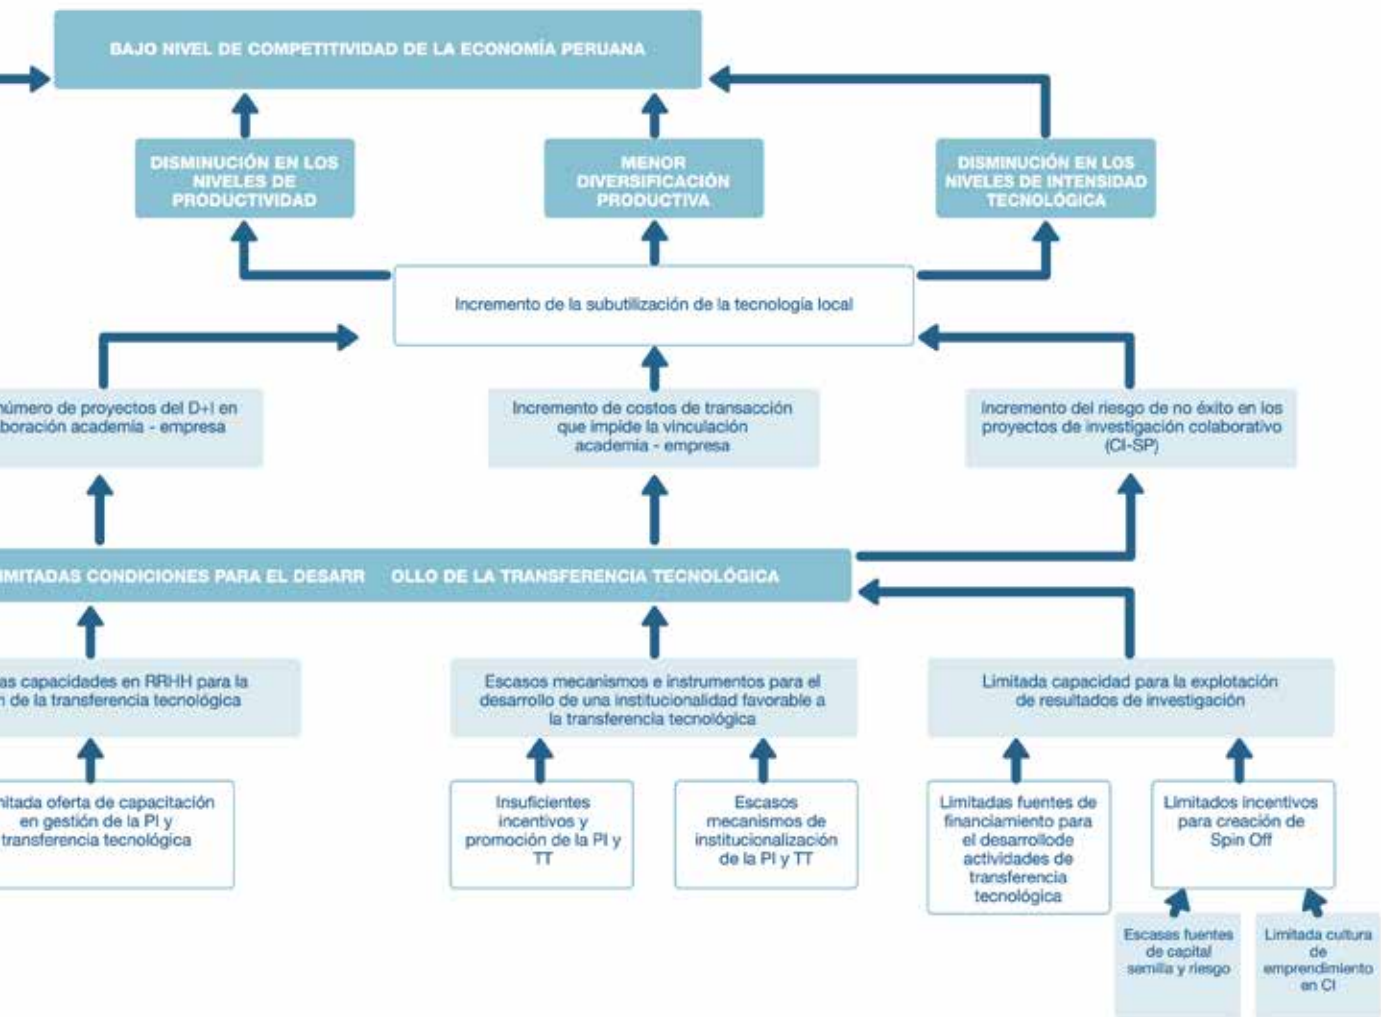 BAJO NIVEL DE COMPETITIVIDAD DE LA ECONOMÍA PERUANA
DISMINUCIÓN EN LOS
NIVELES DE
PRODUCTIVIDAD
MENOR
DIVERSIFICACIÓN
PRODUCTIVA
DISMINUCIÓN EN LOS
NIVELES DE INTENSIDAD
TECNOLÓGICA
Incremento de la subutilización de la tecnología local
número de proyectos del D+I en
boración academia - empresa
Incremento de costos de transacción
que impide la vinculación
academia - empresa
Incremento del riesgo de no éxito en los
proyectos de investigación colaborativo
(CI-SP)
IMITADAS CONDICIONES PARA EL DESARR OLLO DE LA TRANSFERENCIA TECNOLÓGICA
as capacidades en RRHH para la
n de la transferencia tecnológica
Escasos mecanismos e instrumentos para el
desarrollo de una institucionalidad favorable a
la transferencia tecnológica
Limitada capacidad para la explotación
de resultados de investigación
nitada oferta de capacitación
en gestión de la PI y
transferencia tecnológica
Insuficientes
incentivos y
promoción de la PI y
TT
Escasos
mecanismos de
institucionalización
de la PI y TT
Limitadas fuentes de
financiamiento para
el desarrollode
actividades de
transferencia
tecnológica
Limitados incentivos
para creación de
Spin Off
Escasas fuentes
de capital
semilla y riesgo
Limitada cultura
de
emprendimiento
en CI